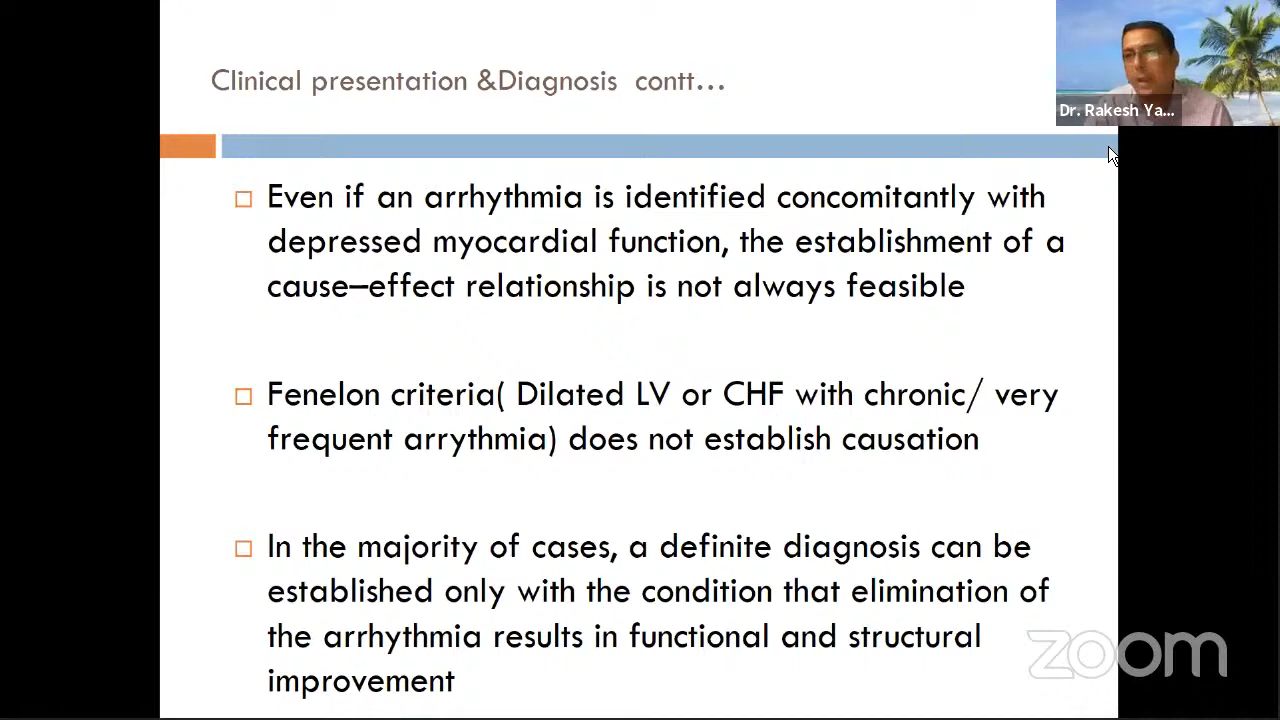 Clinical presentation &Diagnosis contt...
Dr. Rakesh Ya...
Even if an arrhythmia is identified concomitantly with
depressed myocardial function, the establishment of a
cause–effect relationship is not always feasible
Fenelon criteria( Dilated LV or CHF with chronic/ very
frequent arrythmia) does not establish causation
In the majority of cases, a definite diagnosis can be
established only with the condition that elimination of
the arrhythmia results in functional and structural
improvement
zoom